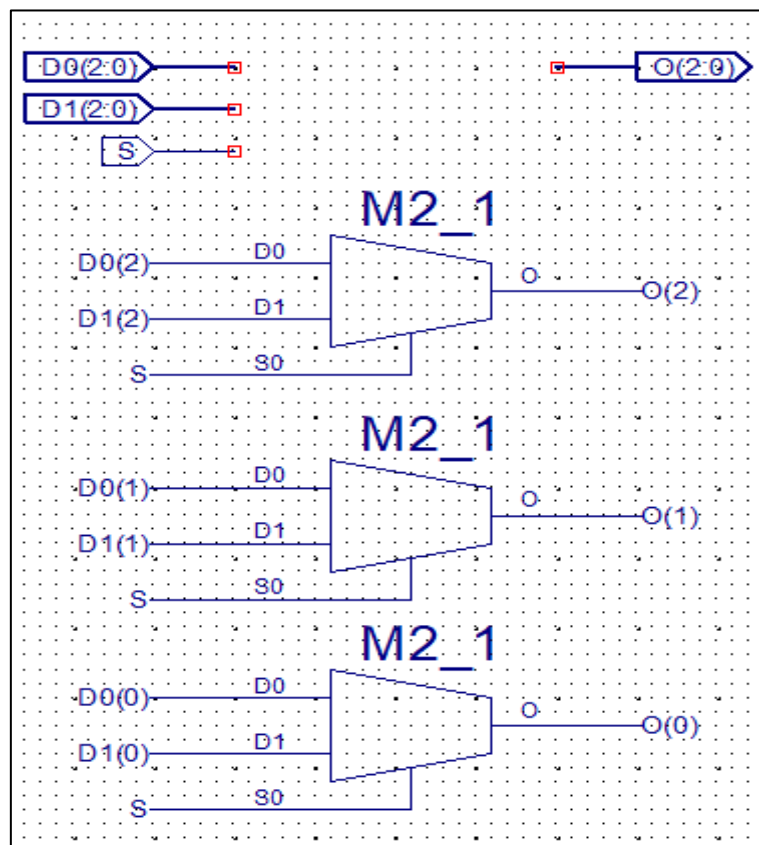 D0(2:0) O(2:0)
D1(2:0)
S
M2_1
D0(2) D0 O O(2)
D1(2) D1
S S0
M2_1
D0(1) D0 O O(1)
D1(1) D1
S S0
M2_1
D0(0) D0 O O(0)
D1(0) D1
S S0